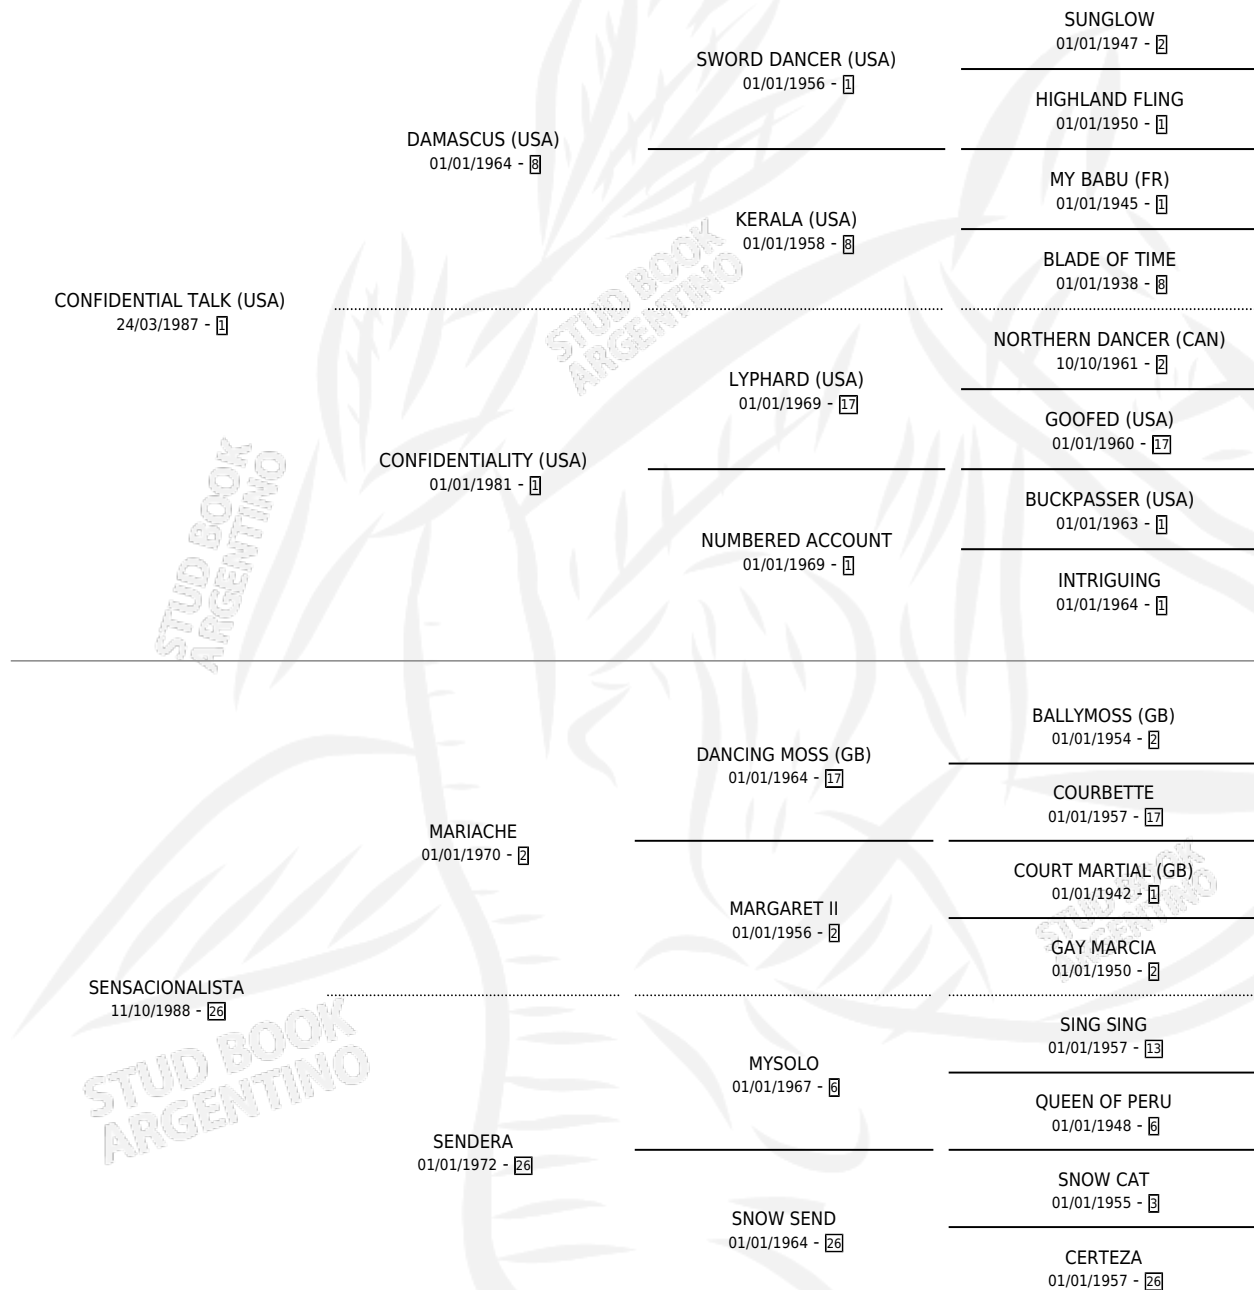 SUNGLOW
01/01/1947 - 2
SWORD DANCER (USA)
01/01/1956 - 1
HIGHLAND FLING
01/01/1950 - 1
DAMASCUS (USA)
01/01/1964 - 8
MY BABU (FR)
01/01/1945 - 1
KERALA (USA)
01/01/1958 - 8
BLADE OF TIME
01/01/1938 - 8
CONFIDENTIAL TALK (USA)
24/03/1987 - 1
NORTHERN DANCER (CAN)
10/10/1961 - 2
LYPHARD (USA)
01/01/1969 - 17
GOOFED (USA)
01/01/1960 - 17
CONFIDENTIALITY (USA)
01/01/1981 - 1
BUCKPASSER (USA)
01/01/1963 - 1
NUMBERED ACCOUNT
01/01/1969 - 1
INTRIGUING
01/01/1964 - 1
STUD BOOK
ARGENTINO
STUD BOOK
ARGENTINO
BALLYMOSS (GB)
01/01/1954 - 2
DANCING MOSS (GB)
01/01/1964 - 17
COURBETTE
01/01/1957 - 17
MARIACHE
01/01/1970 - 2
COURT MARTIAL (GB)
01/01/1942 - 1
MARGARET II
01/01/1956 - 2
GAY MARCIA
01/01/1950 - 2
STUD BOOK
ARGENTINO
SENSACIONALISTA
11/10/1988 - 26
SING SING
01/01/1957 - 13
MYSOLO
01/01/1967 - 6
QUEEN OF PERU
01/01/1948 - 6
SENDERA
01/01/1972 - 26
SNOW CAT
01/01/1955 - 3
SNOW SEND
01/01/1964 - 26
CERTEZA
01/01/1957 - 26
STUD BOOK
ARGENTINO